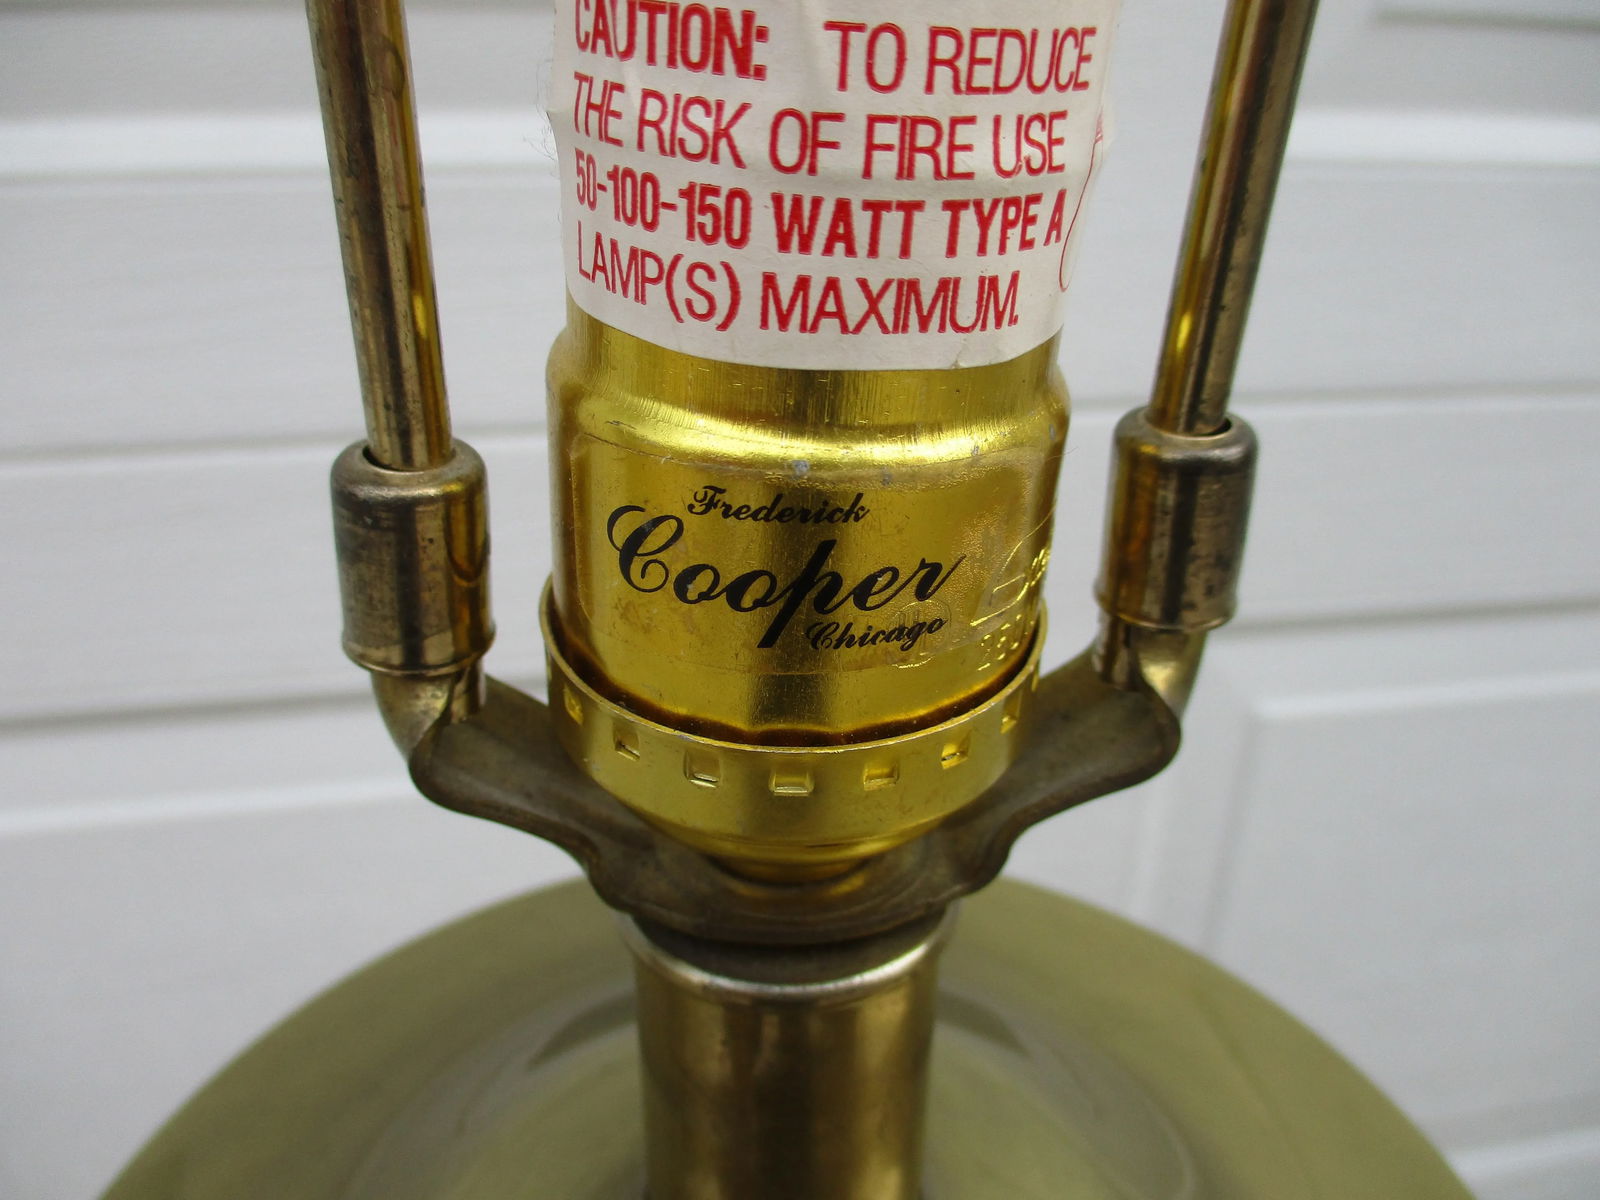 CAUTION: TO REDUCE
THE RISK OF FIRE USE
50-100-150 WATT TYPE A
LAMP(S) MAXIMUM.
Frederick
Cooper
Chicago